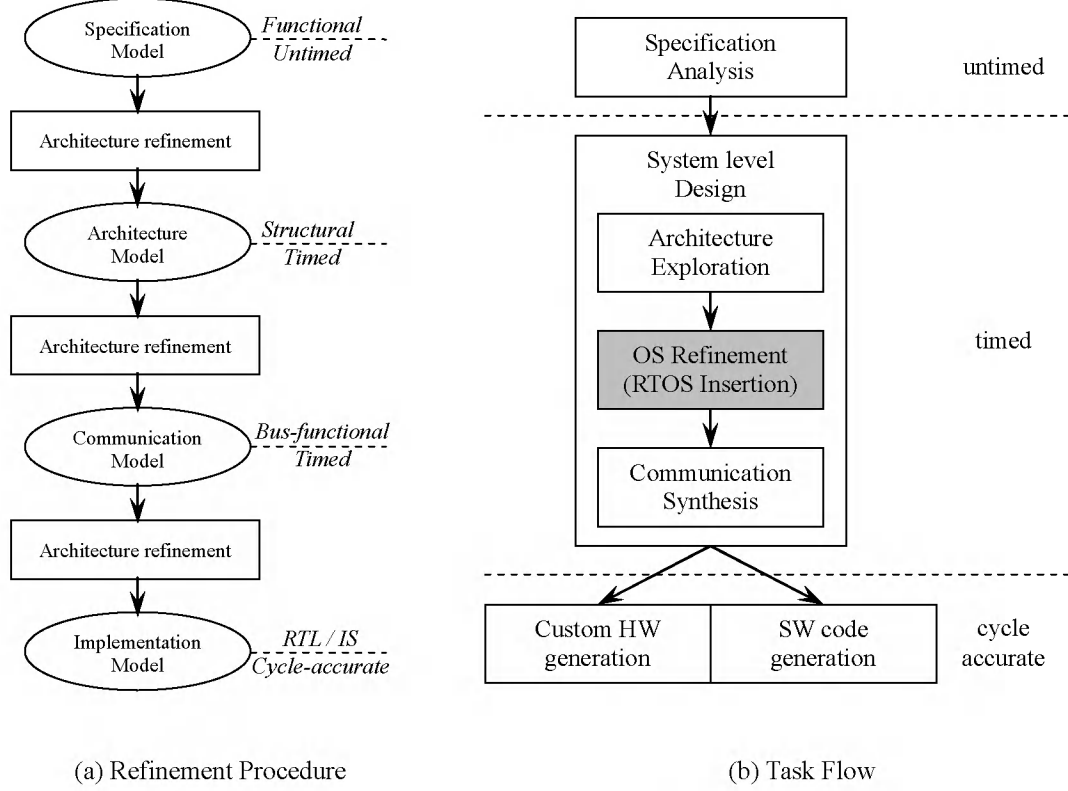 Specification
Model
Functional
Untimed
Architecture refinement
Architecture
Model
Structural
Timed
Architecture refinement
Communication
Model
Bus-functional
Timed
Architecture refinement
Implementation
Model
RTL / IS
Cycle-accurate
(a) Refinement Procedure
Specification
Analysis
untimed
System level
Design
Architecture
Exploration
OS Refinement
(RTOS Insertion)
timed
Communication
Synthesis
Custom HW
generation
SW code
generation
cycle
accurate
(b) Task Flow